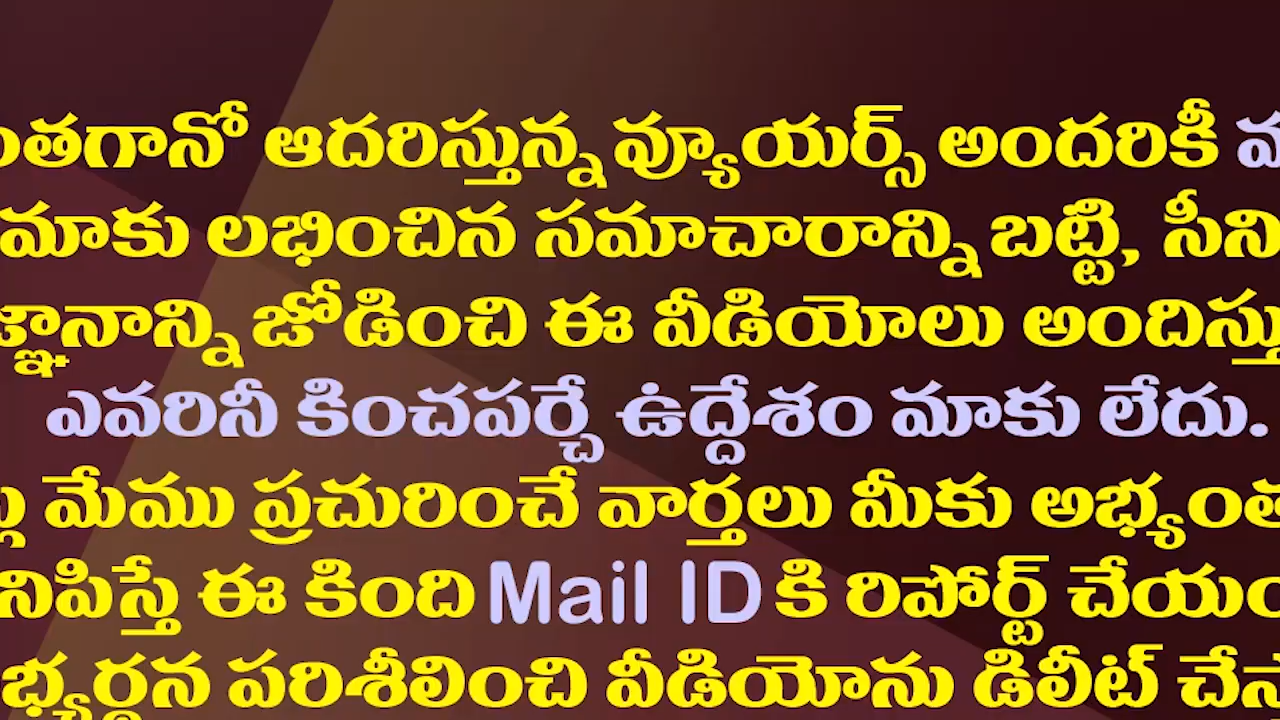 ంతగానో ఆదరిస్తున్న వ్యూయర్స్ అందరికీ
మాకు లభించిన సమాచారాన్ని బట్టి, సీని
జ్ఞానాన్ని జోడించి ఈ వీడియోలు అందిస్తు
ఎవరినీ కించపర్చే ఉద్దేశం మాకు లేదు.
మేము ప్రచురించే వార్తలు మీకు అభ్యంత
నిపిస్తే ఈ కింది Mail ID కి రిపోర్ట్ చేయం
భ్యర్థన పరిశీలించి వీడియోను డిలీట్ చేస